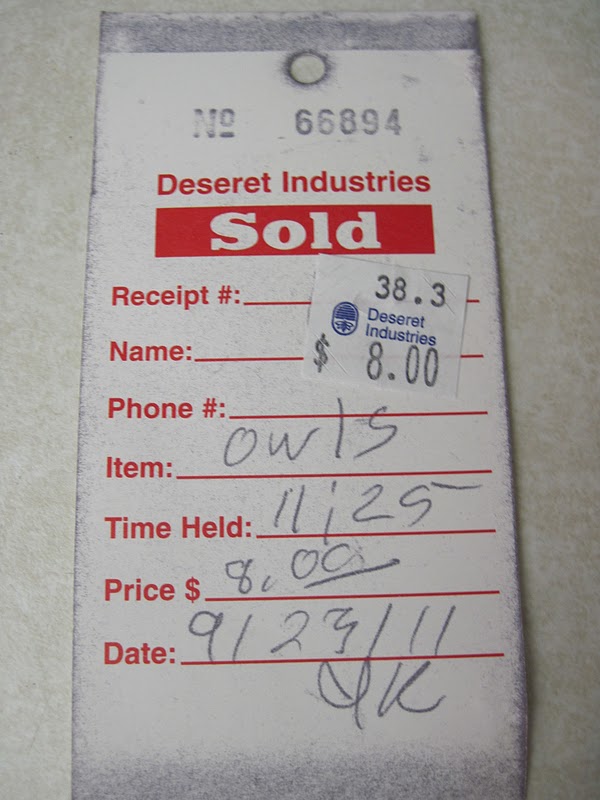 Nº 66894
Deseret Industries
Sold
Receipt #:
38.3
Deseret
Industries
$ 8.00
Name:
Phone #:
Item: owls
Time Held: 11:25
Price $ 8.00
Date: 9/23/11